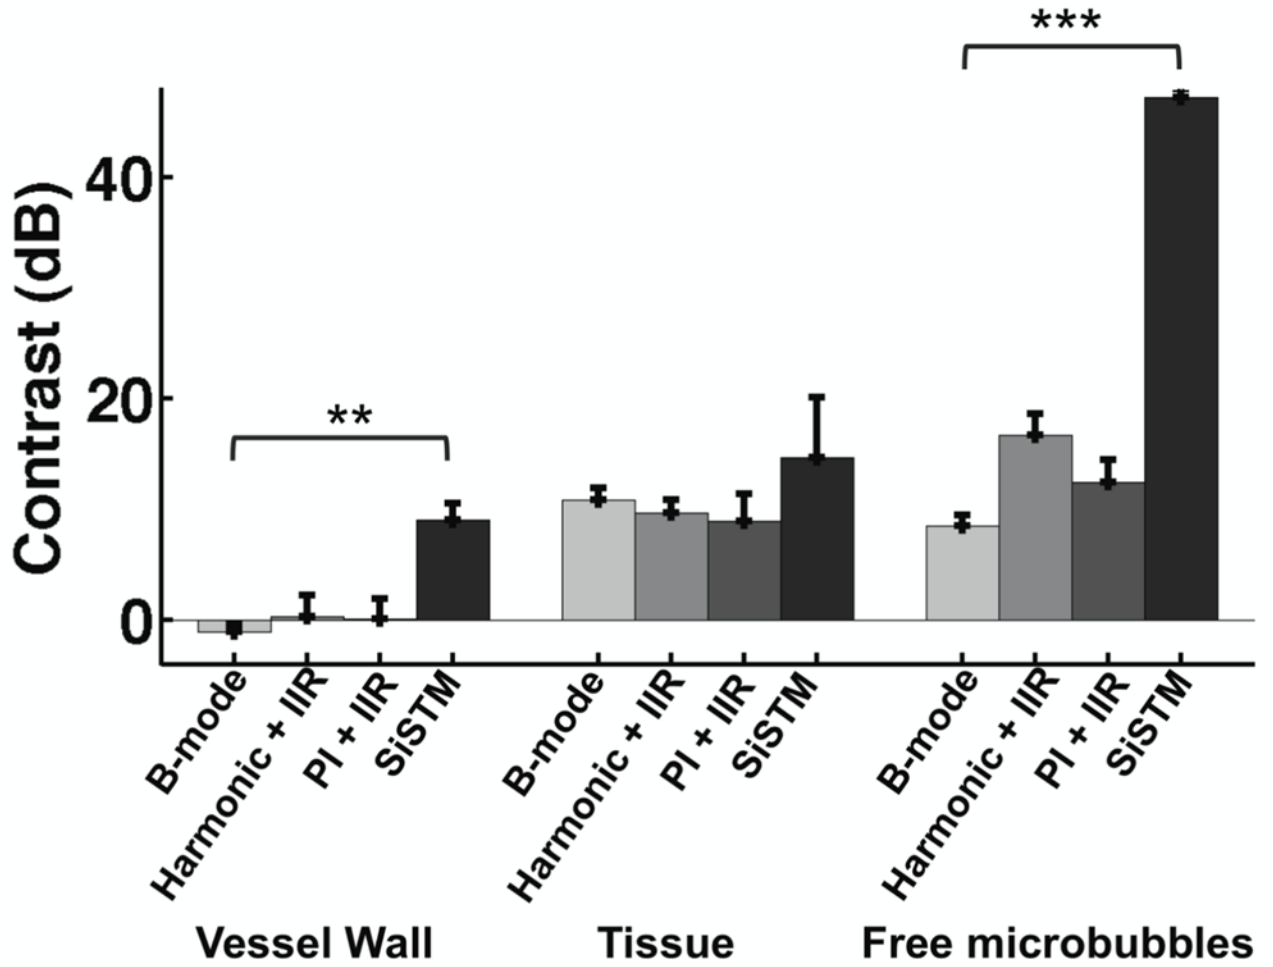 ***
Contrast (dB)
40
20
0
**
B-mode
Harmonic + IIR
PI + IIR
SiSTM
B-mode
Harmonic + IIR
PI + IIR
SiSTM
B-mode
Harmonic + IIR
PI + IIR
SiSTM
Vessel Wall
Tissue
Free microbubbles